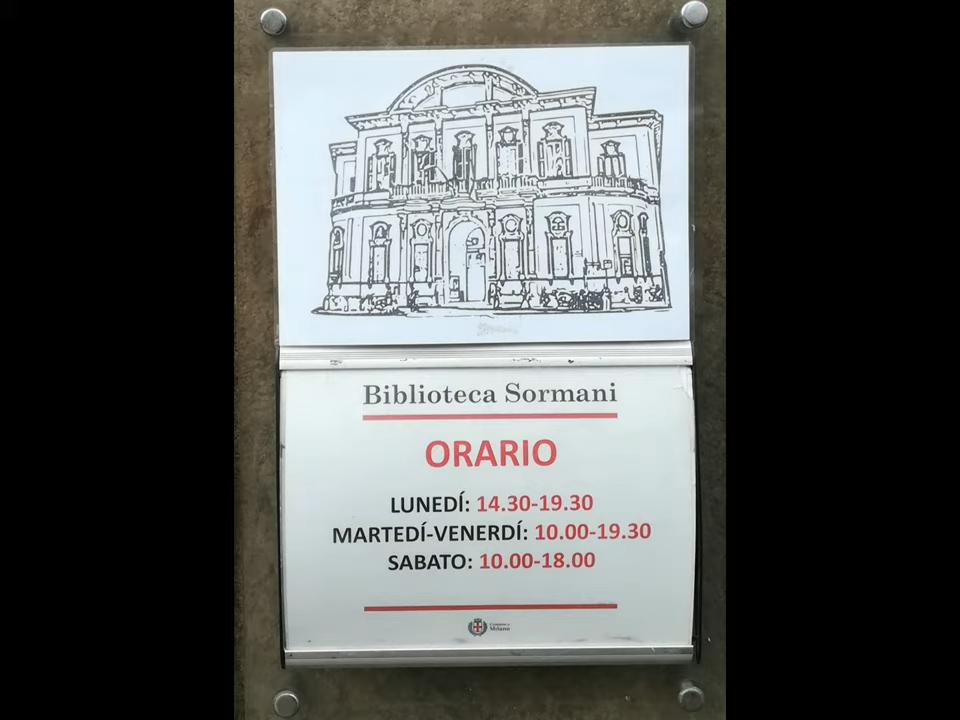 Biblioteca Sormani
ORARIO
LUNEDÍ: 14.30-19.30
MARTEDÍ-VENERDÍ: 10.00-19.30
SABATO: 10.00-18.00
Milano